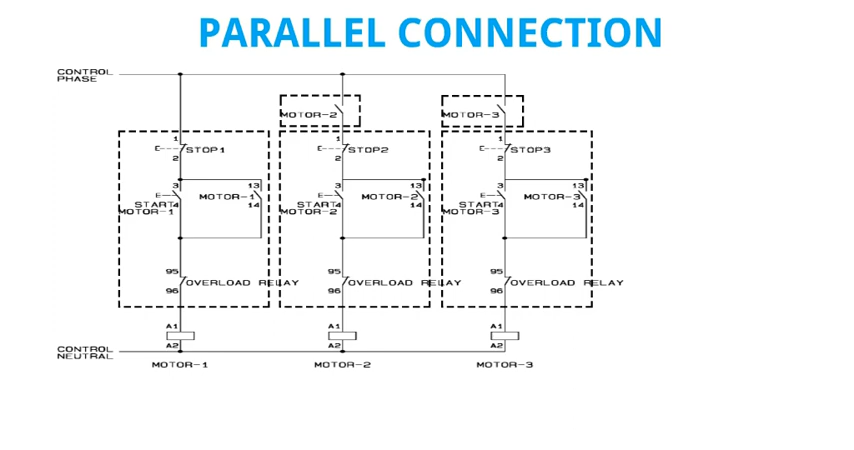 PARALLEL CONNECTION
CONTROL
PHASE
MOTOR-2
MOTOR-3
1
E
STOP1
2
1
E
STOP2
2
1
E
STOP3
2
3
E
START
4
MOTOR-1
13
MOTOR-1
14
3
E
START
4
MOTOR-2
13
MOTOR-2
14
3
E
START
4
MOTOR-3
13
MOTOR-3
14
95
OVERLOAD RELAY
96
95
OVERLOAD RELAY
96
95
OVERLOAD RELAY
96
A1
A2
A1
A2
A1
A2
CONTROL
NEUTRAL
MOTOR-1
MOTOR-2
MOTOR-3